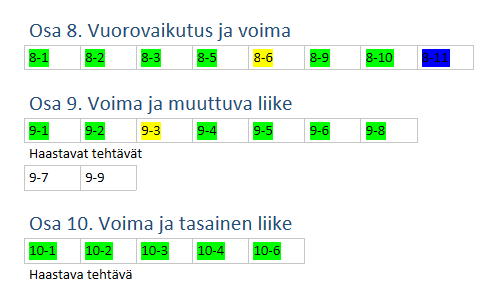 Osa 8. Vuorovaikutus ja voima
8-1 8-2 8-3 8-5 8-6 8-9 8-10 8-11
Osa 9. Voima ja muuttuva liike
9-1 9-2 9-3 9-4 9-5 9-6 9-8
Haastavat tehtävät
9-7 9-9
Osa 10. Voima ja tasainen liike
10-1 10-2 10-3 10-4 10-6
Haastava tehtävä